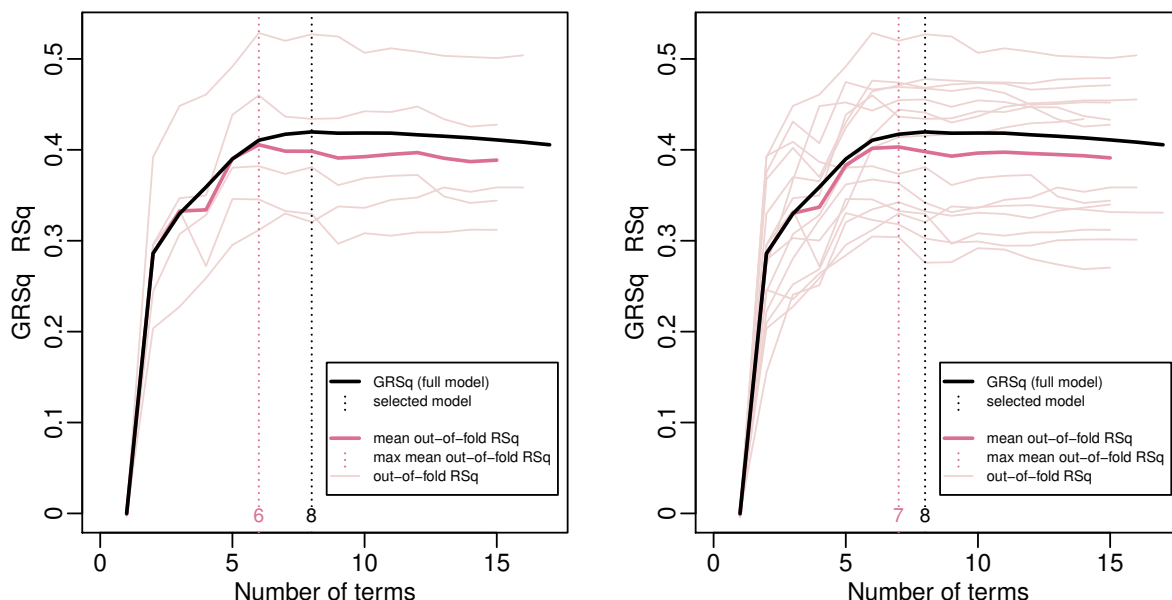 GRSq RSq
0.5
0.4
0.3
0.2
0.1
0
GRSq (full model)
selected model
mean out−of−fold RSq
max mean out−of−fold RSq
out−of−fold RSq
6 8
0 5 10 15
Number of terms
GRSq RSq
0.5
0.4
0.3
0.2
0.1
0
GRSq (full model)
selected model
mean out−of−fold RSq
max mean out−of−fold RSq
out−of−fold RSq
7 8
0 5 10 15
Number of terms